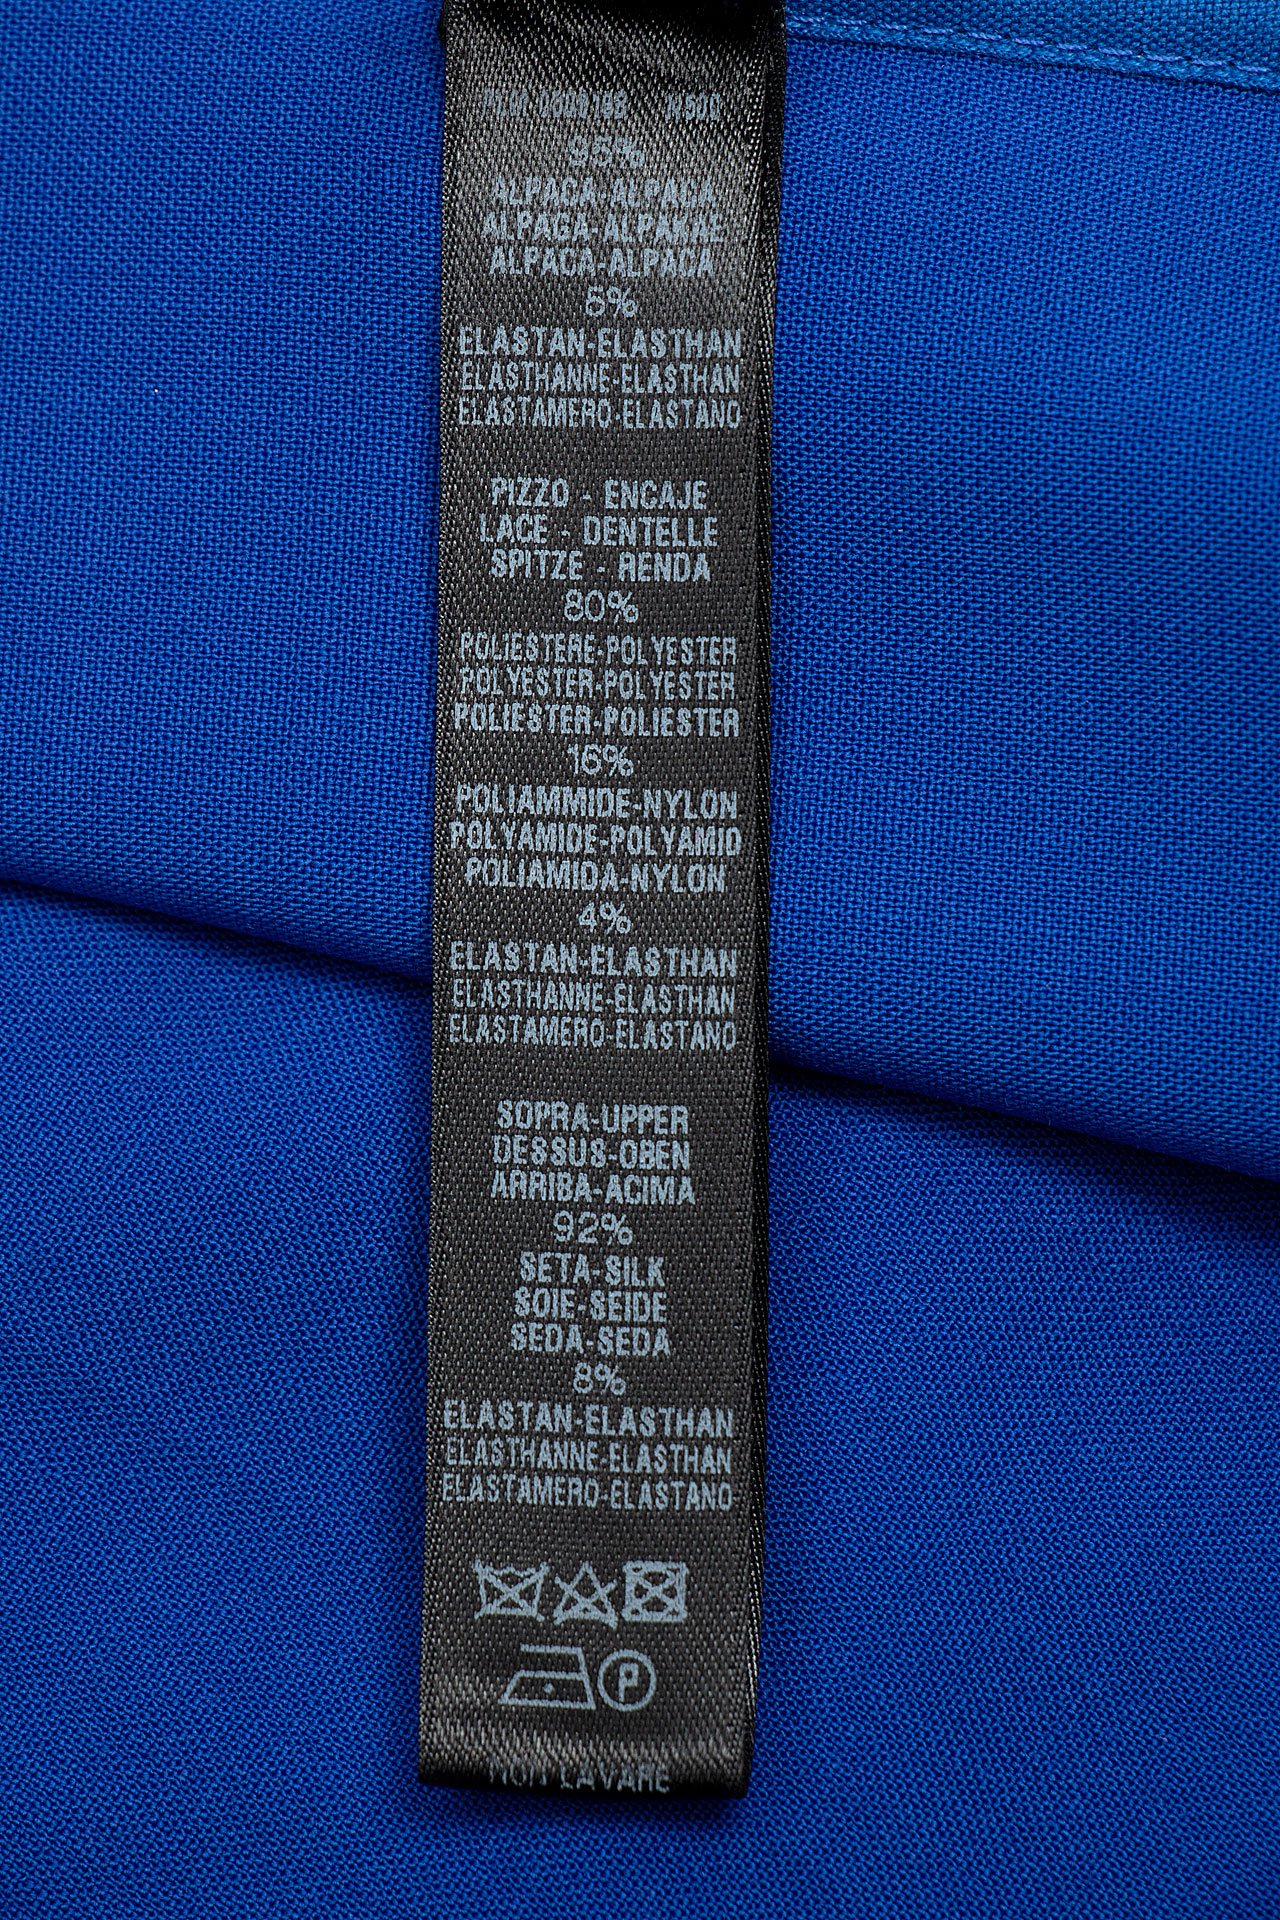 95%
ALPACA-ALPACA
ALPAGA-ALPAKAE
ALPACA-ALPACA
5%
ELASTAN-ELASTHAN
ELASTHANNE-ELASTHAN
ELASTAMERO-ELASTANO
PIZZO - ENCAJE
LACE - DENTELLE
SPITZE - RENDA
80%
POLIESTERE-POLYESTER
POLYESTER-POLYESTER
POLIESTER-POLIESTER
16%
POLIAMMIDE-NYLON
POLYAMIDE-POLYAMID
POLIAMIDA-NYLON
4%
ELASTAN-ELASTHAN
ELASTHANNE-ELASTHAN
ELASTAMERO-ELASTANO
SOPRA-UPPER
DESSUS-OBEN
ARRIBA-ACIMA
92%
SETA-SILK
SOIE-SEIDE
SEDA-SEDA
8%
ELASTAN-ELASTHAN
ELASTHANNE-ELASTHAN
ELASTAMERO-ELASTANO
P
NON LAVARE